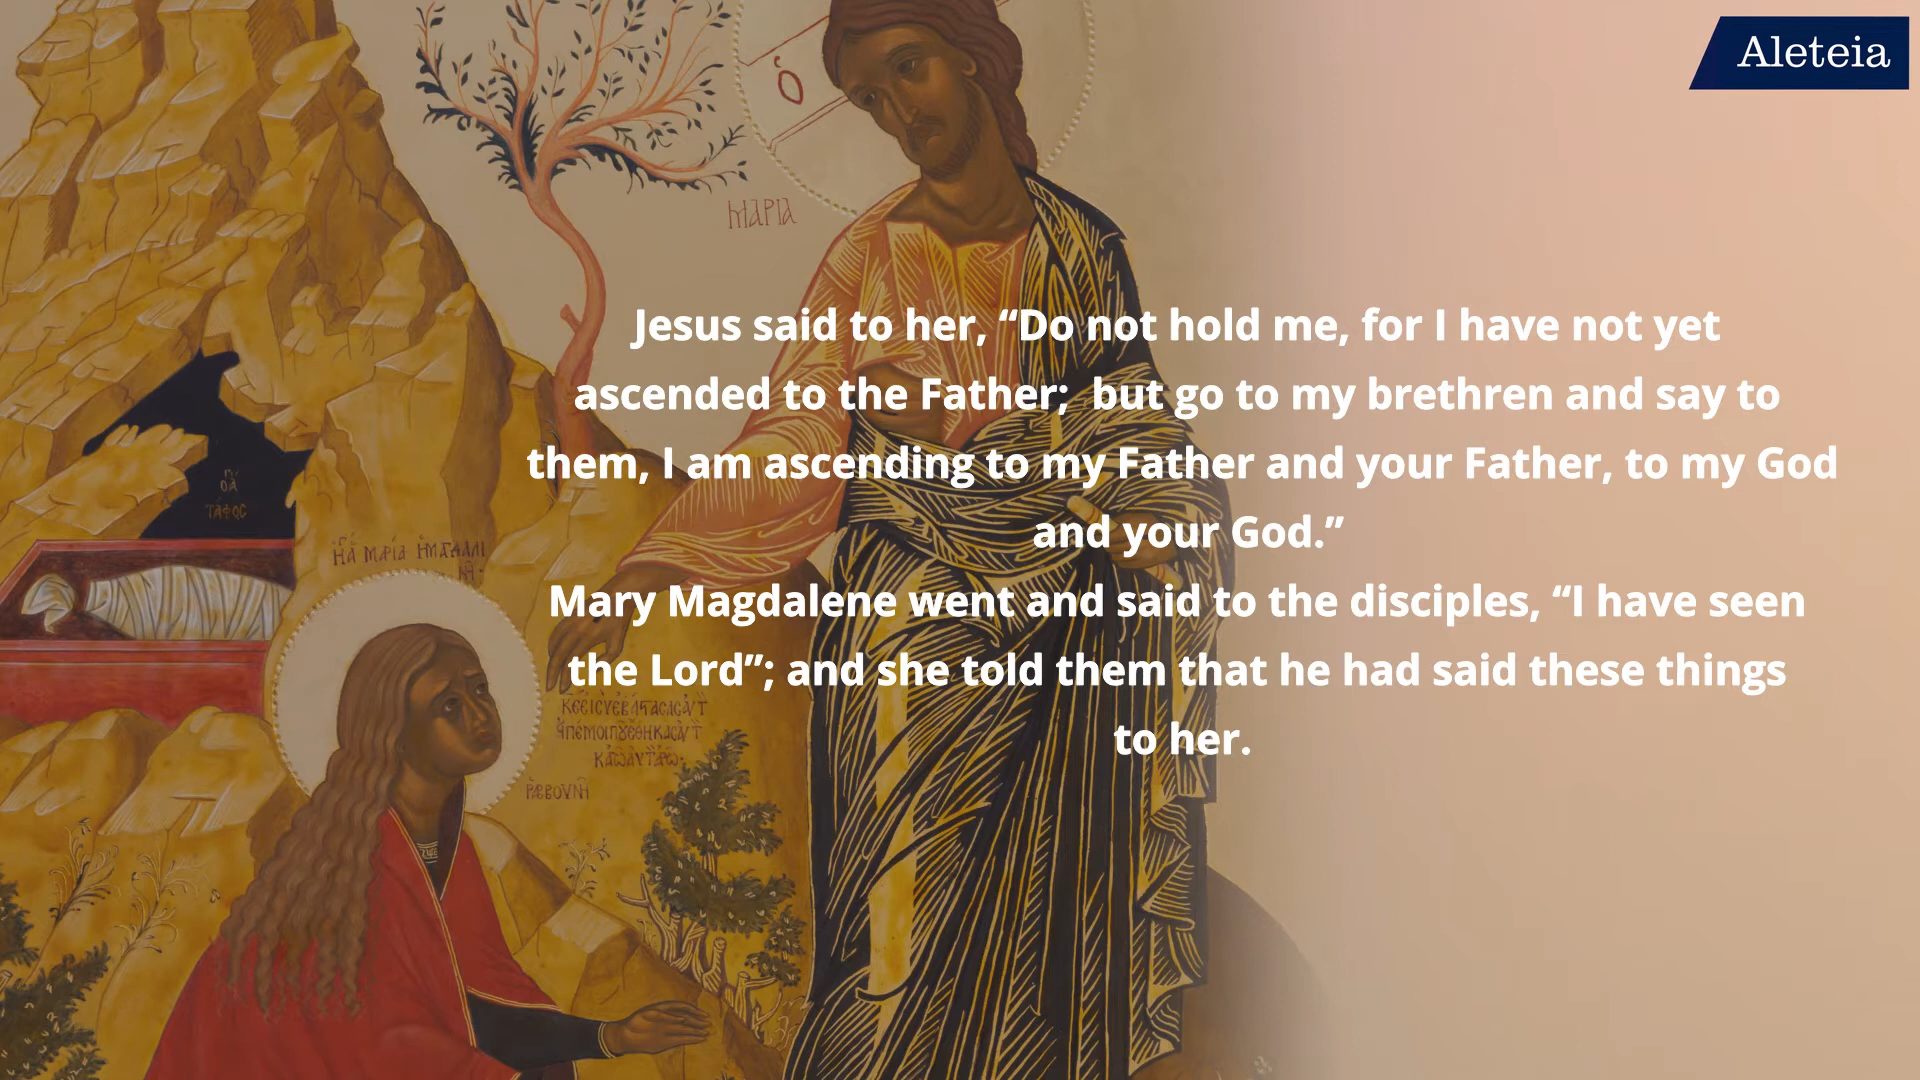 Aleteia
Ὁ
ΜΑΡΙΑ
Jesus said to her, “Do not hold me, for I have not yet
ascended to the Father;  but go to my brethren and say to
them, I am ascending to my Father and your Father, to my God
and your God.”
Mary Magdalene went and said to the disciples, “I have seen
the Lord”; and she told them that he had said these things
to her.
ΤΆΦΟC